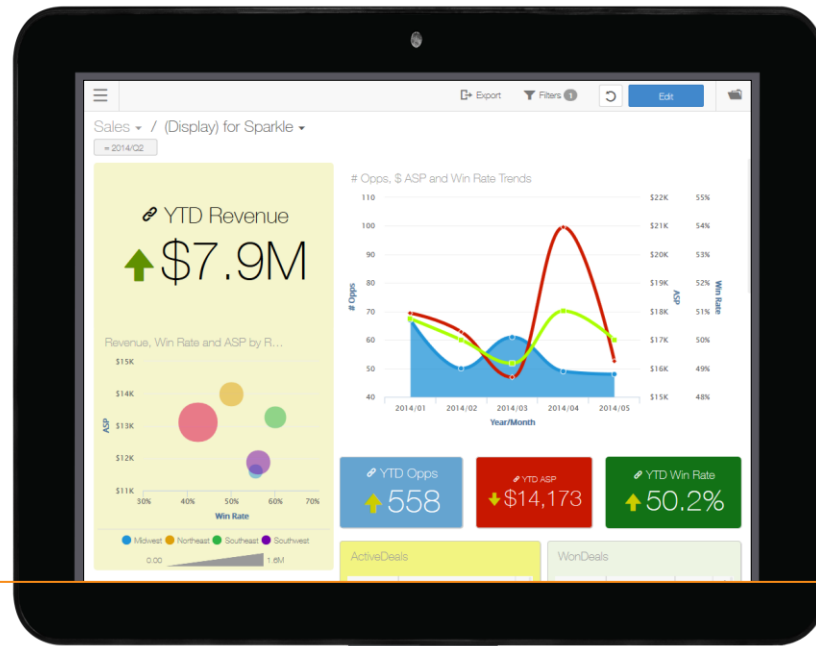 Export
Filters 1
Edit
Sales / (Display) for Sparkle
= 2014/Q2
YTD Revenue
$7.9M
Revenue, Win Rate and ASP by R...
$15K
$14K
$13K
$12K
$11K
ASP
30% 40% 50% 60% 70%
Win Rate
Midwest Northeast Southeast Southwest
0.00 1.6M
# Opps, $ ASP and Win Rate Trends
110
100
90
80
70
60
50
40
# Opps
$22K
$21K
$20K
$19K
$18K
$17K
$16K
$15K
ASP
55%
54%
53%
52%
51%
50%
49%
48%
Win Rate
2014/01 2014/02 2014/03 2014/04 2014/05
Year/Month
YTD Opps
558
YTD ASP
$14,173
YTD Win Rate
50.2%
ActiveDeals
WonDeals